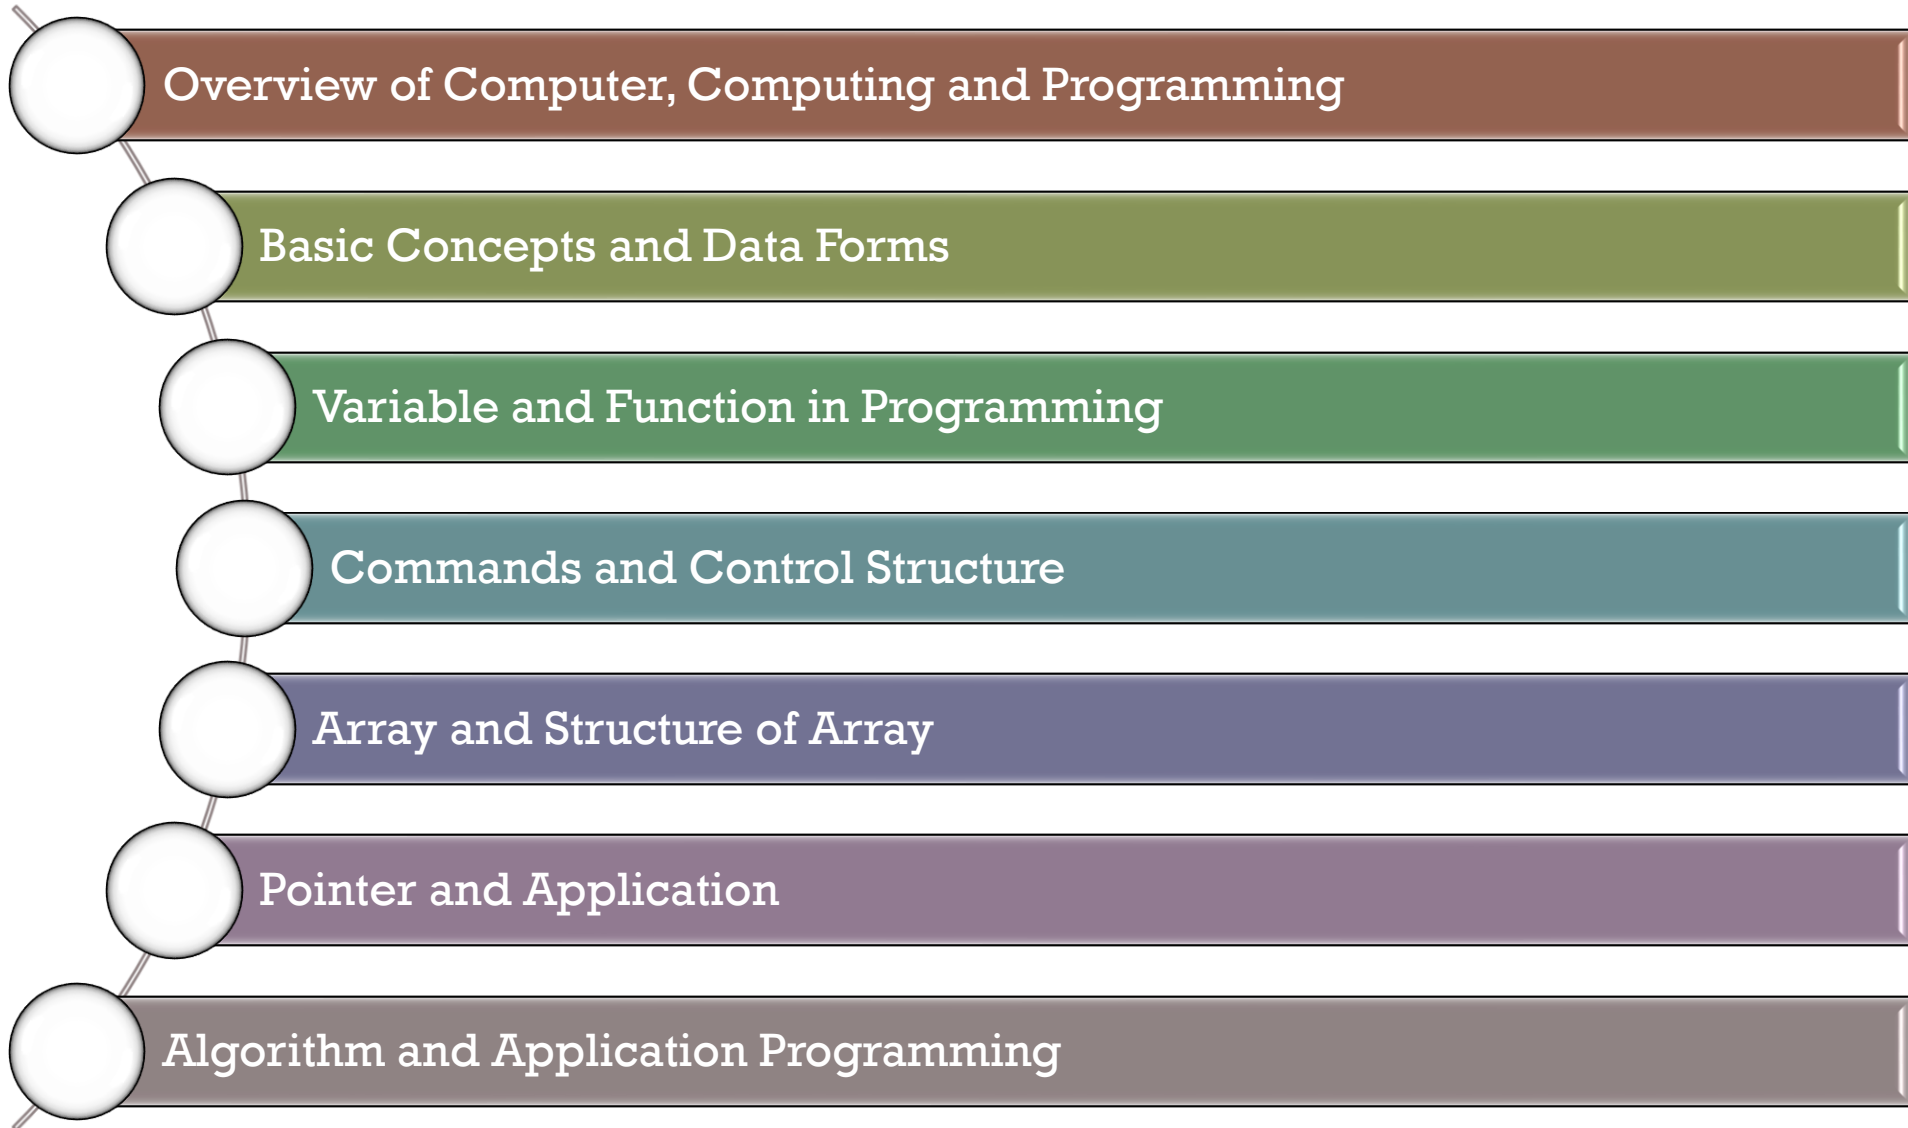 Overview of Computer, Computing and Programming
Basic Concepts and Data Forms
Variable and Function in Programming
Commands and Control Structure
Array and Structure of Array
Pointer and Application
Algorithm and Application Programming